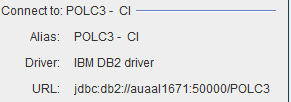 Connect to: POLC3 - CI
Alias: POLC3 - CI
Driver: IBM DB2 driver
URL: jdbc:db2://auaal1671:50000/POLC3